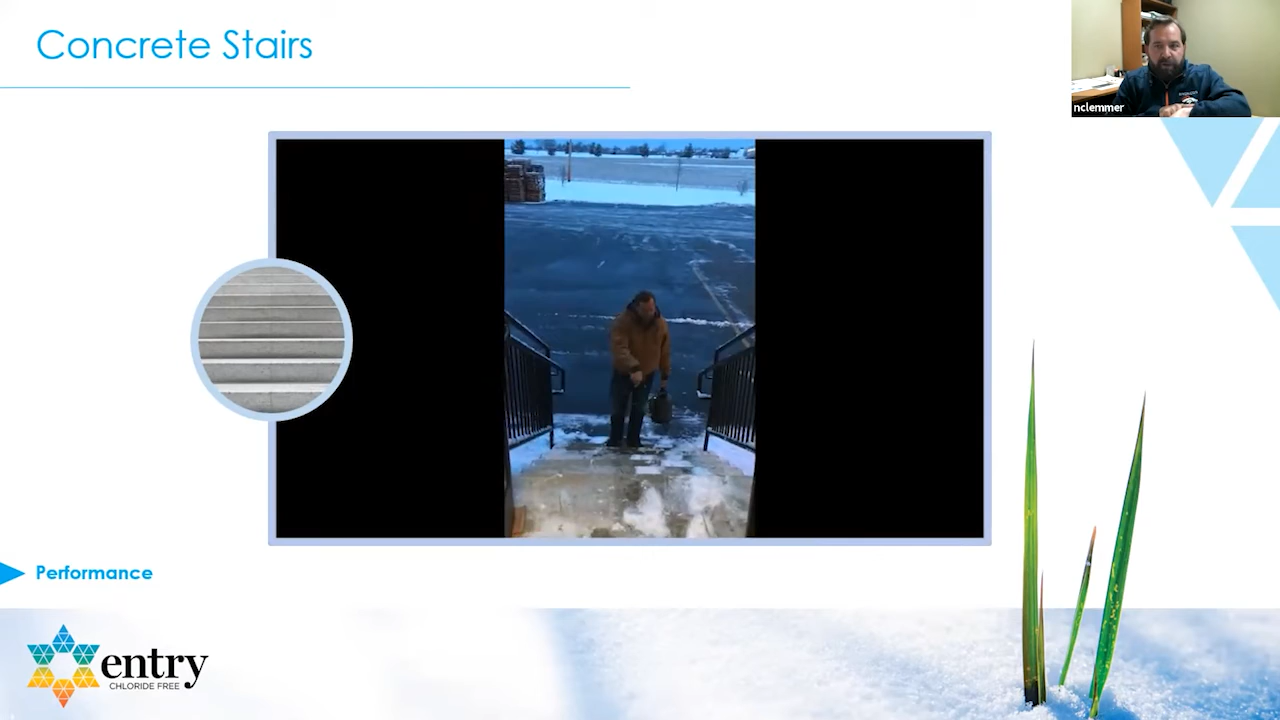 Concrete Stairs
nclemmer
Performance
entry
CHLORIDE FREE